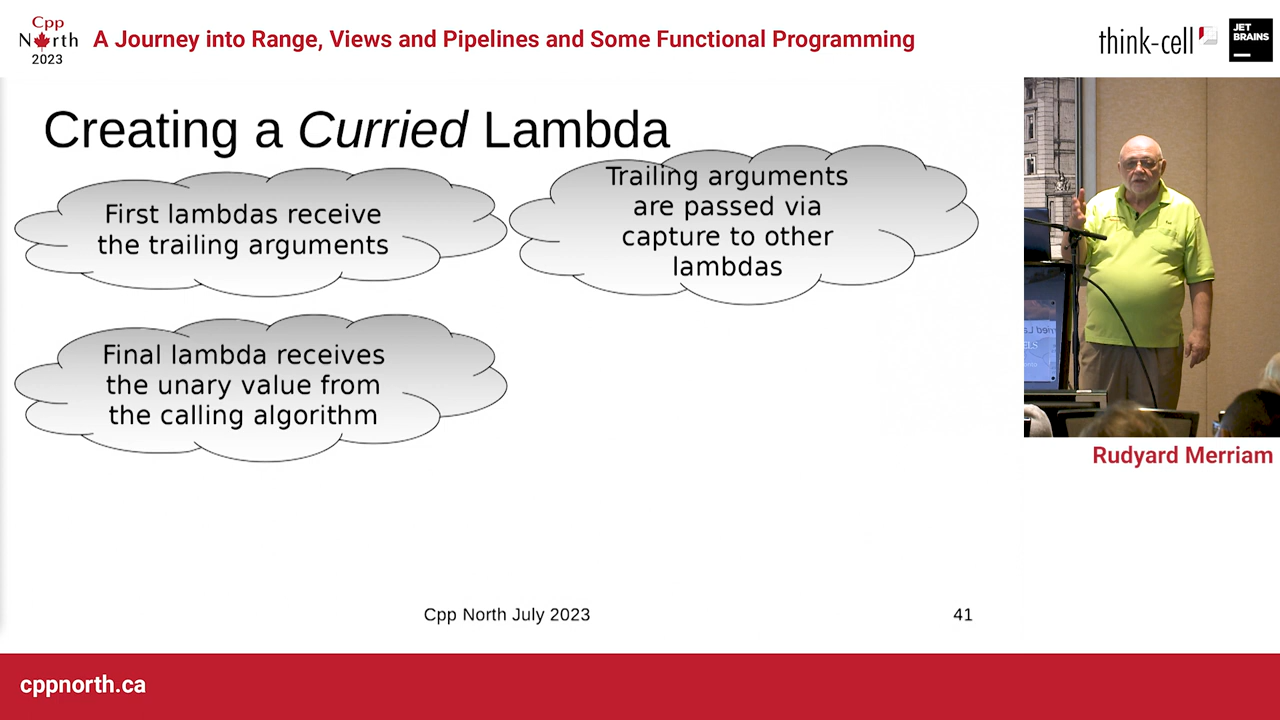 Cpp
North
2023
A Journey into Range, Views and Pipelines and Some Functional Programming
think-cell
JET
BRAINS
Creating a Curried Lambda
First lambdas receive
the trailing arguments
Trailing arguments
are passed via
capture to other
lambdas
Final lambda receives
the unary value from
the calling algorithm
Rudyard Merriam
Cpp North July 2023
41
cppnorth.ca